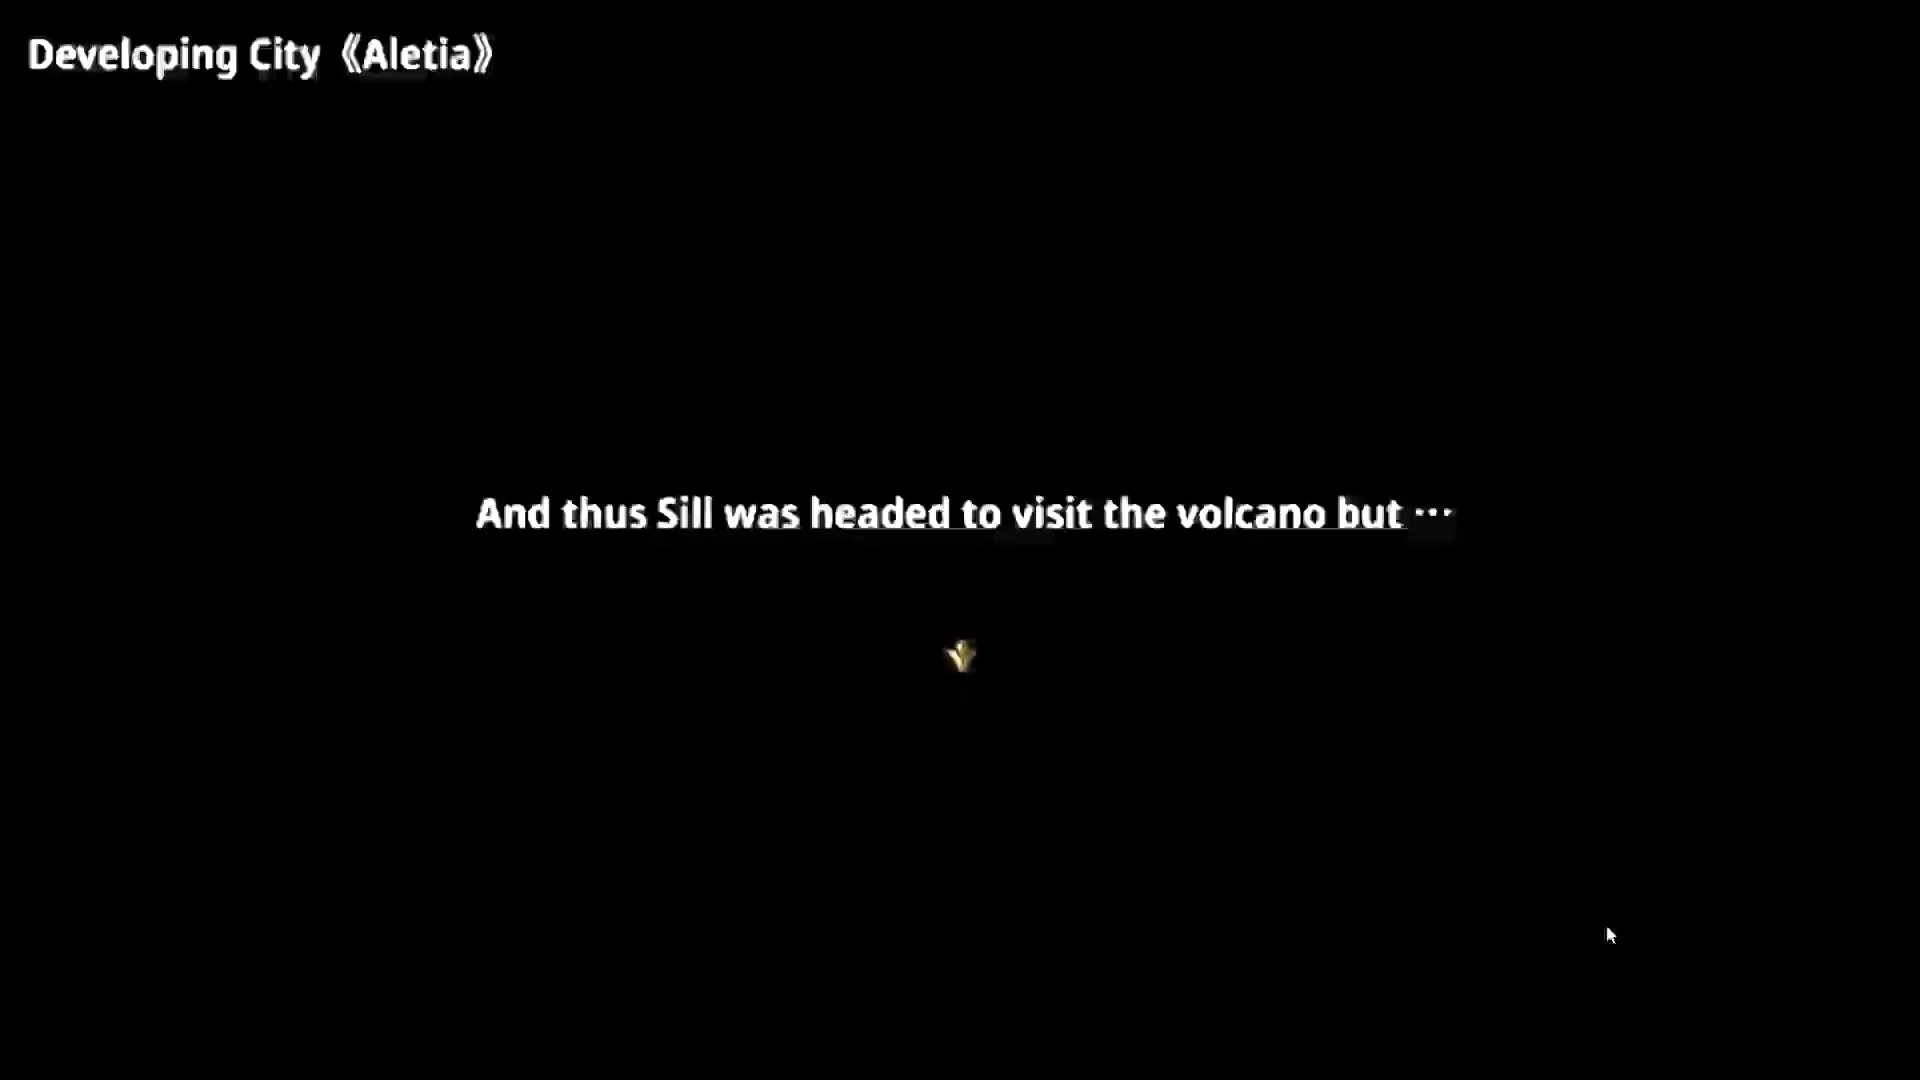 Developing City 《Aletia》
And thus Sill was headed to visit the volcano but …